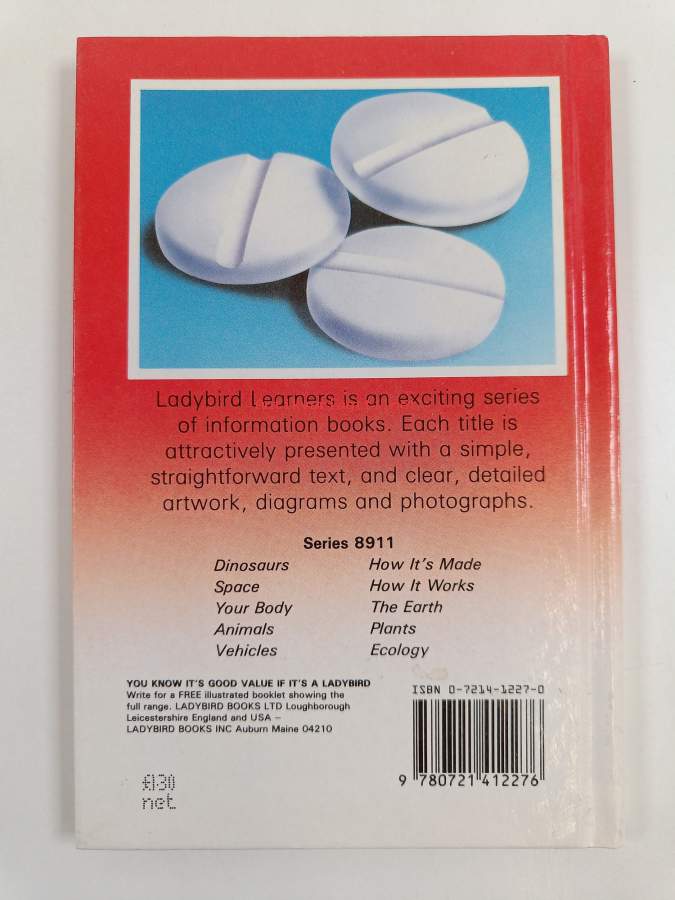 Ladybird Learners is an exciting series
of information books. Each title is
attractively presented with a simple,
straightforward text, and clear, detailed
artwork, diagrams and photographs.
Series 8911
Dinosaurs
Space
Your Body
Animals
Vehicles
How It's Made
How It Works
The Earth
Plants
Ecology
YOU KNOW IT'S GOOD VALUE IF IT'S A LADYBIRD
Write for a FREE illustrated booklet showing the
full range. LADYBIRD BOOKS LTD Loughborough
Leicestershire England and USA –
LADYBIRD BOOKS INC Auburn Maine 04210
£1·30
net
ISBN 0-7214-1227-0
9 780721 412276